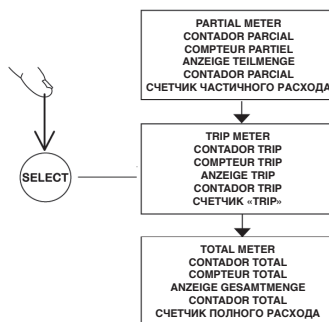 PARTIAL METER
CONTADOR PARCIAL
COMPTEUR PARTIEL
ANZEIGE TEILMENGE
CONTADOR PARCIAL
СЧЕТЧИК ЧАСТИЧНОГО РАСХОДА
SELECT
TRIP METER
CONTADOR TRIP
COMPTEUR TRIP
ANZEIGE TRIP
CONTADOR TRIP
СЧЕТЧИК «TRIP»
TOTAL METER
CONTADOR TOTAL
COMPTEUR TOTAL
ANZEIGE GESAMTMENGE
CONTADOR TOTAL
СЧЕТЧИК ПОЛНОГО РАСХОДА